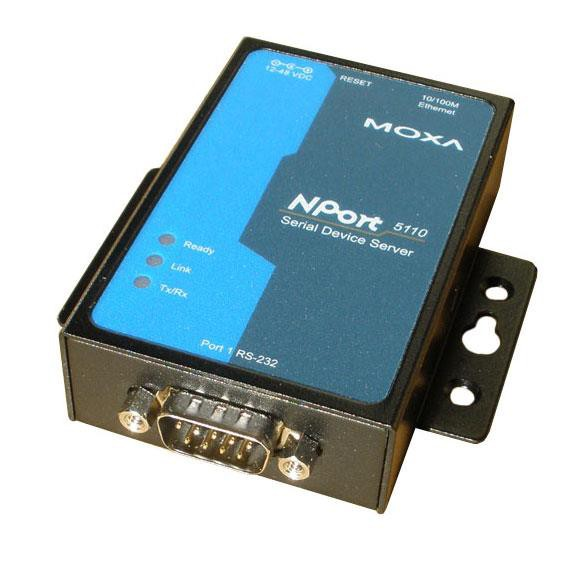 12-48 VDC
RESET
10/100M
Ethernet
MOXA
NPort 5110
Serial Device Server
Ready
Link
Tx/Rx
Port 1 RS-232